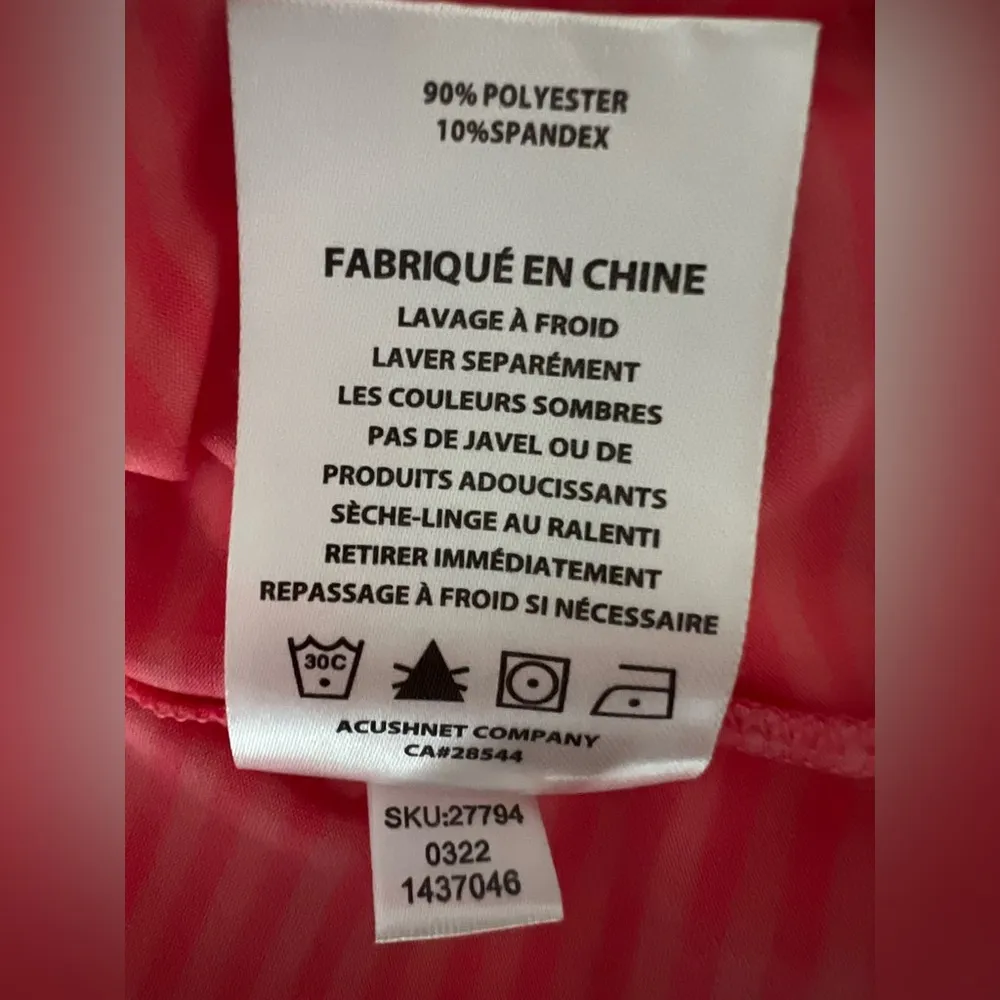 90% POLYESTER
10%SPANDEX
FABRIQUÉ EN CHINE
LAVAGE À FROID
LAVER SEPARÉMENT
LES COULEURS SOMBRES
PAS DE JAVEL OU DE
PRODUITS ADOUCISSANTS
SÈCHE-LINGE AU RALENTI
RETIRER IMMÉDIATEMENT
REPASSAGE À FROID SI NÉCESSAIRE
30C
ACUSHNET COMPANY
CA#28544
SKU:27794
0322
1437046